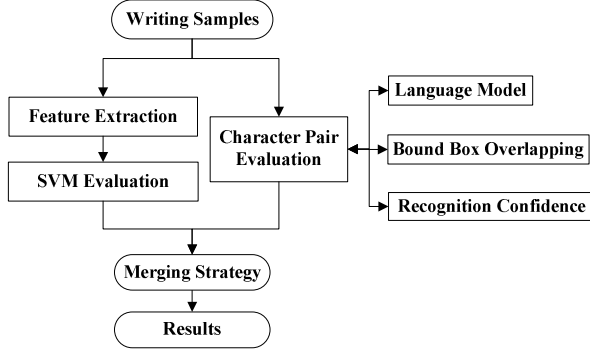 Writing Samples
Feature Extraction
SVM Evaluation
Character Pair
Evaluation
Language Model
Bound Box Overlapping
Recognition Confidence
Merging Strategy
Results